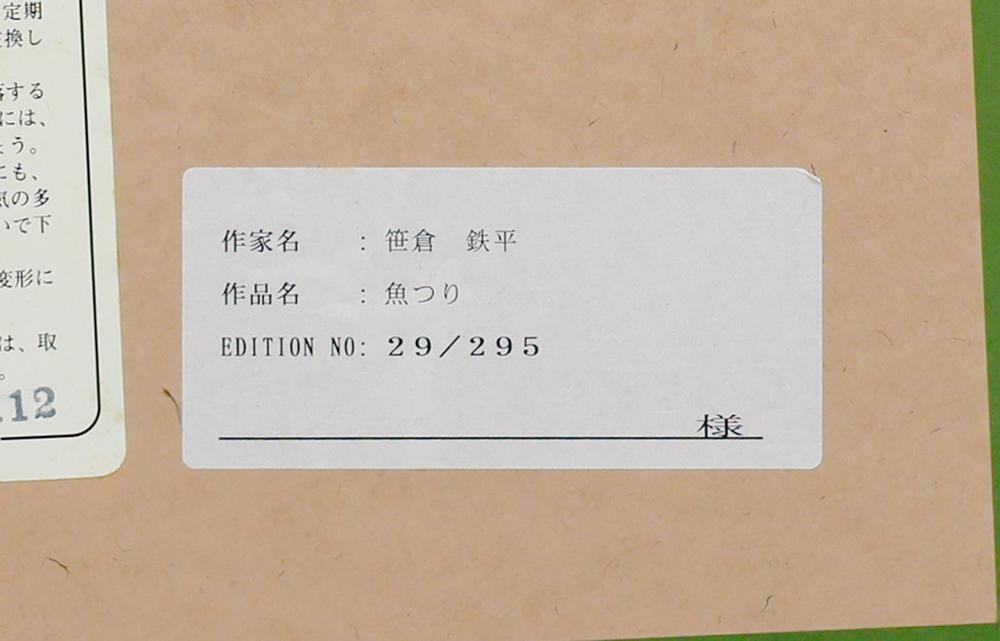 定期
換し
する
には、
う。
にも、
気の多
いで下
変形に
は、取
。
.12
作家名 : 笹倉 鉄平
作品名 : 魚つり
EDITION NO: 29/295
様